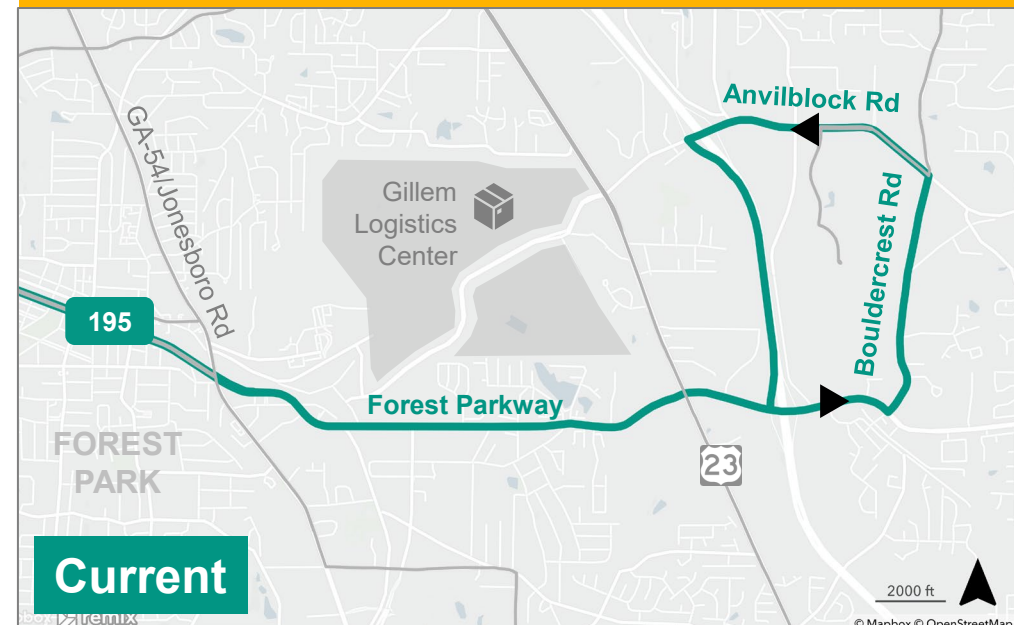 Anvilblock Rd
GA-54/Jonesboro Rd
Gillem
Logistics
Center
Bouldercrest Rd
195
Forest Parkway
FOREST
PARK
23
Current
2000 ft
remix
© Mapbox © OpenStreetMap